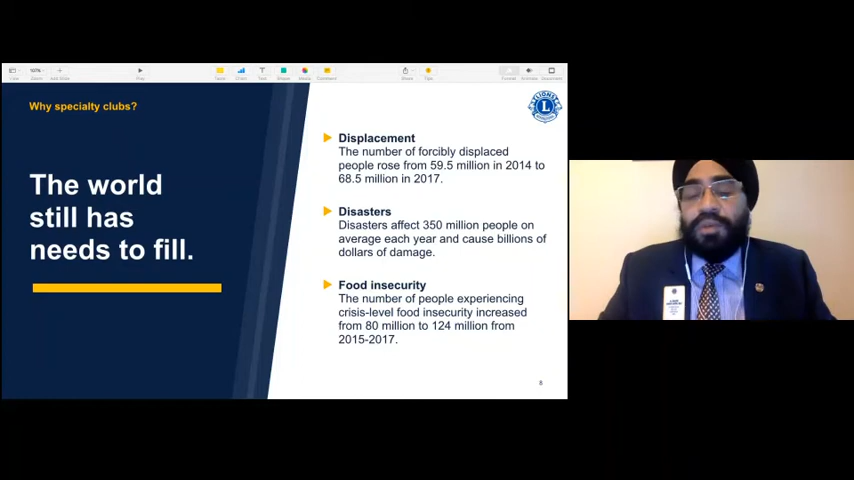 Why specialty clubs?
The world
still has
needs to fill.
LIONS
L
Displacement
The number of forcibly displaced
people rose from 59.5 million in 2014 to
68.5 million in 2017.
Disasters
Disasters affect 350 million people on
average each year and cause billions of
dollars of damage.
Food insecurity
The number of people experiencing
crisis-level food insecurity increased
from 80 million to 124 million from
2015-2017.
8